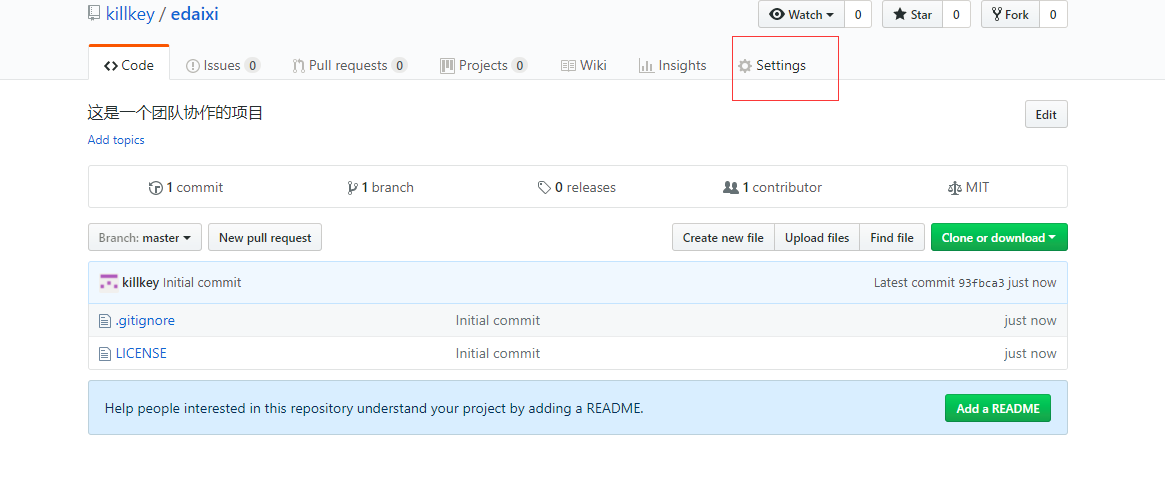 killkey / edaixi
Watch 0 Star 0 Fork 0
Code Issues 0 Pull requests 0 Projects 0 Wiki Insights Settings
这是一个团队协作的项目
Edit
Add topics
1 commit 1 branch 0 releases 1 contributor MIT
Branch: master New pull request Create new file Upload files Find file Clone or download
killkey Initial commit Latest commit 93fbca3 just now
.gitignore Initial commit just now
LICENSE Initial commit just now
Help people interested in this repository understand your project by adding a README. Add a README